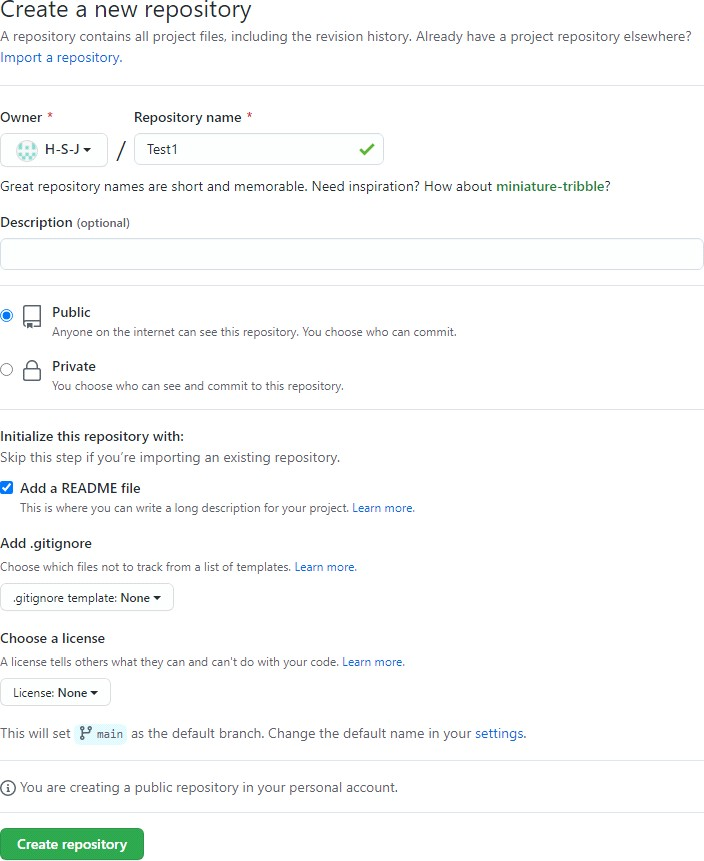 Create a new repository
A repository contains all project files, including the revision history. Already have a project repository elsewhere?
Import a repository.
Owner * Repository name *
H-S-J / Test1
Great repository names are short and memorable. Need inspiration? How about miniature-tribble?
Description (optional)
Public
Anyone on the internet can see this repository. You choose who can commit.
Private
You choose who can see and commit to this repository.
Initialize this repository with:
Skip this step if you’re importing an existing repository.
Add a README file
This is where you can write a long description for your project. Learn more.
Add .gitignore
Choose which files not to track from a list of templates. Learn more.
.gitignore template: None
Choose a license
A license tells others what they can and can't do with your code. Learn more.
License: None
This will set main as the default branch. Change the default name in your settings.
You are creating a public repository in your personal account.
Create repository